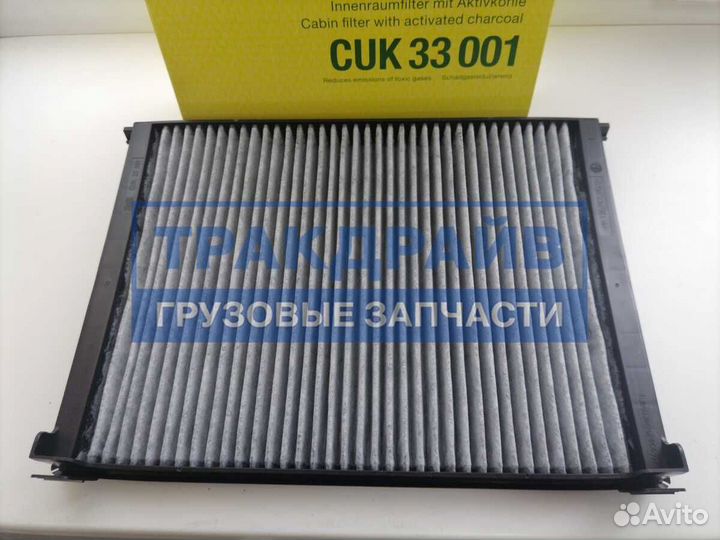 Innenraumfilter mit Aktivkohle
Cabin filter with activated charcoal
CUK 33 001
Reduces emissions of toxic gases Schadgasreduzierend
ТРАКДРАЙВ
ГРУЗОВЫЕ ЗАПЧАСТИ
Avito